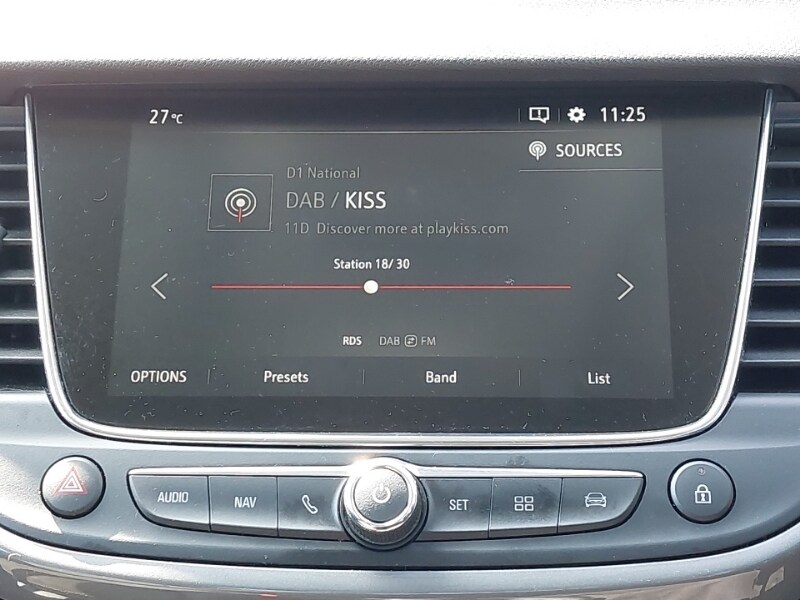 27°C 11:25
SOURCES
D1 National
DAB / KISS
11D Discover more at playkiss.com
Station 18/ 30
RDS DAB FM
OPTIONS Presets Band List
AUDIO NAV SET